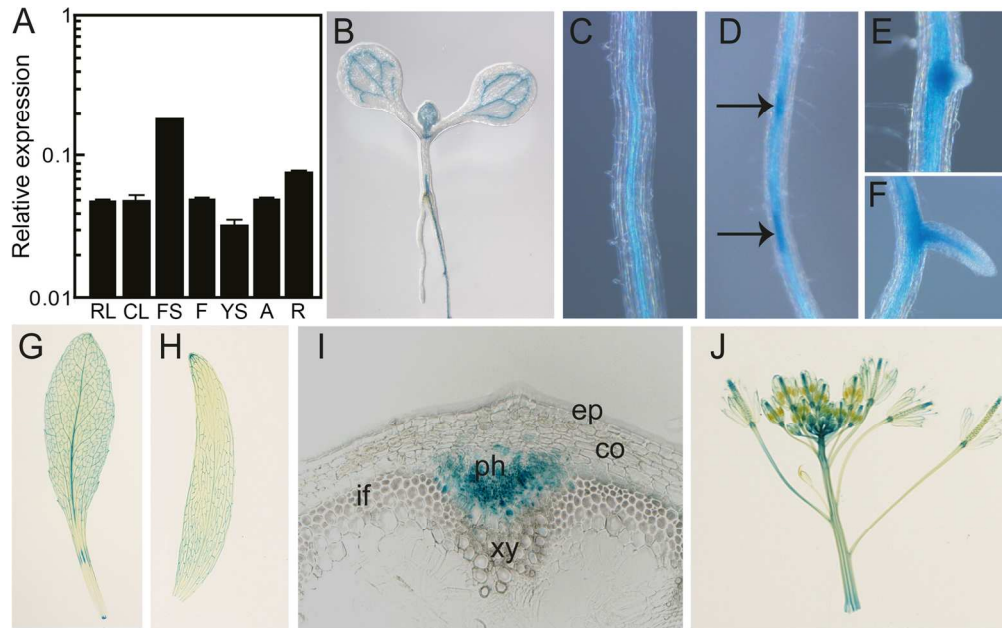 A
Relative expression
1
0.1
0.01
RL CL FS F YS A R
B
C
D
E
F
G
H
I
ep
co
ph
if
xy
J